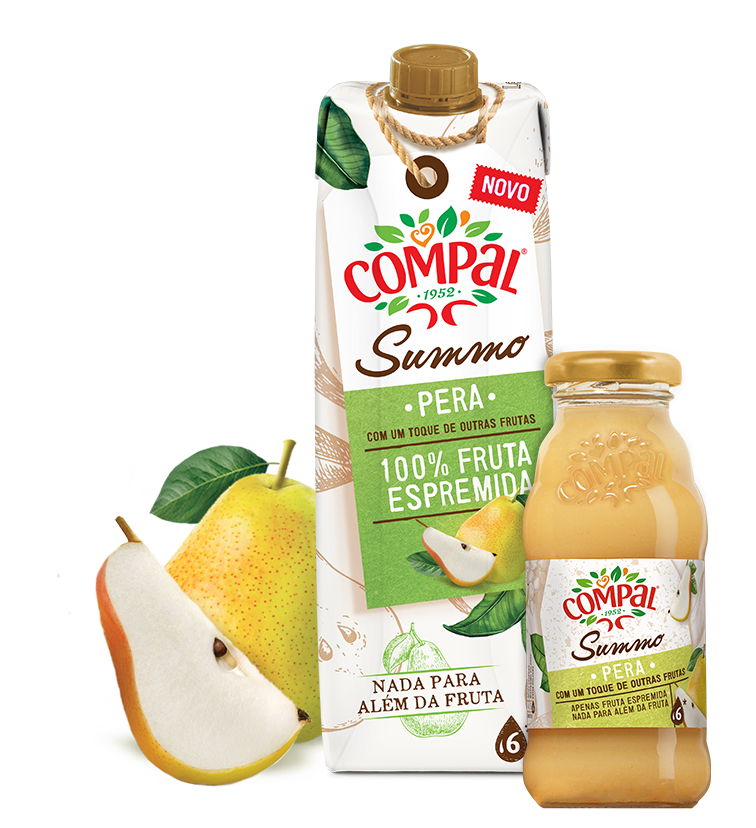 NOVO
COMPAL®
·1952·
Summo
·PERA·
COM UM TOQUE DE OUTRAS FRUTAS
100% FRUTA
ESPREMIDA
NADA PARA
ALÉM DA FRUTA
6
COMPAL
COMPAL
1952
Summo
·PERA·
COM UM TOQUE DE OUTRAS FRUTAS
APENAS FRUTA ESPREMIDA
NADA PARA ALÉM DA FRUTA
6